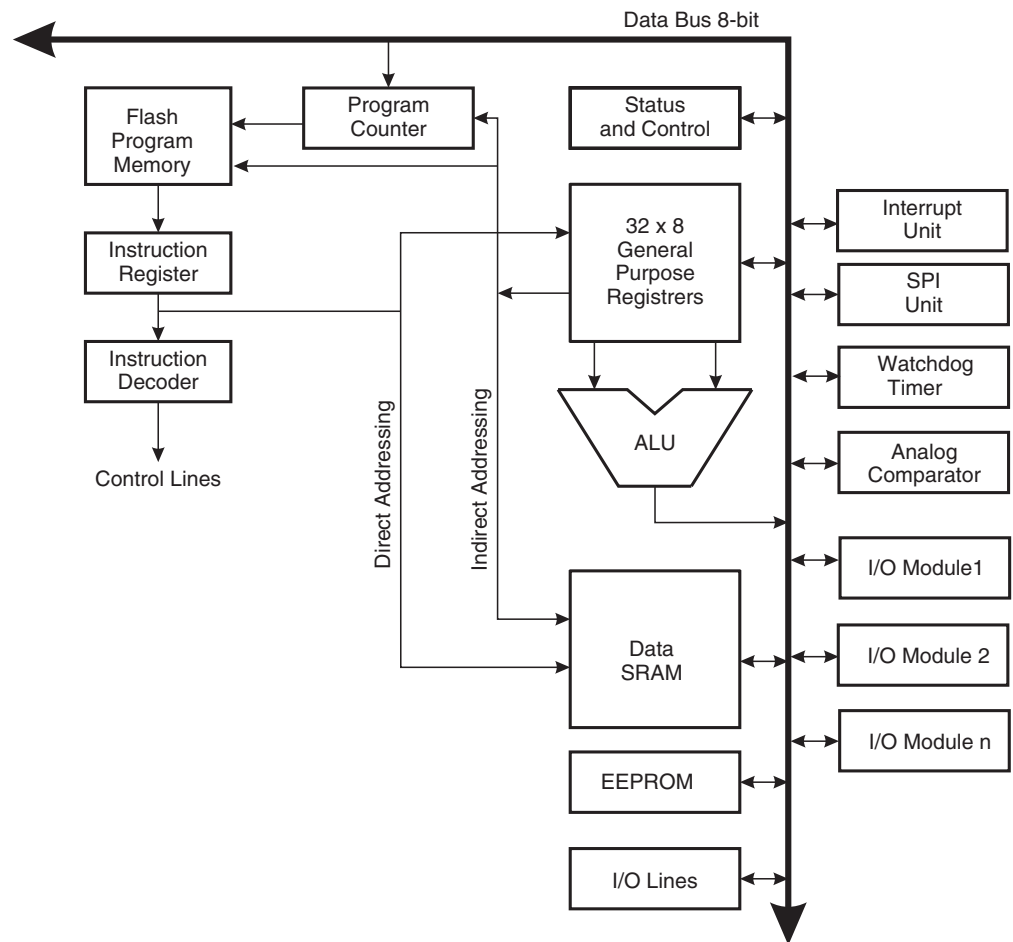 Data Bus 8-bit
Flash
Program
Memory
Program
Counter
Status
and Control
Instruction
Register
32 x 8
General
Purpose
Registrers
Interrupt
Unit
SPI
Unit
Instruction
Decoder
Watchdog
Timer
Control Lines
Direct Addressing
Indirect Addressing
ALU
Analog
Comparator
I/O Module1
Data
SRAM
I/O Module 2
I/O Module n
EEPROM
I/O Lines